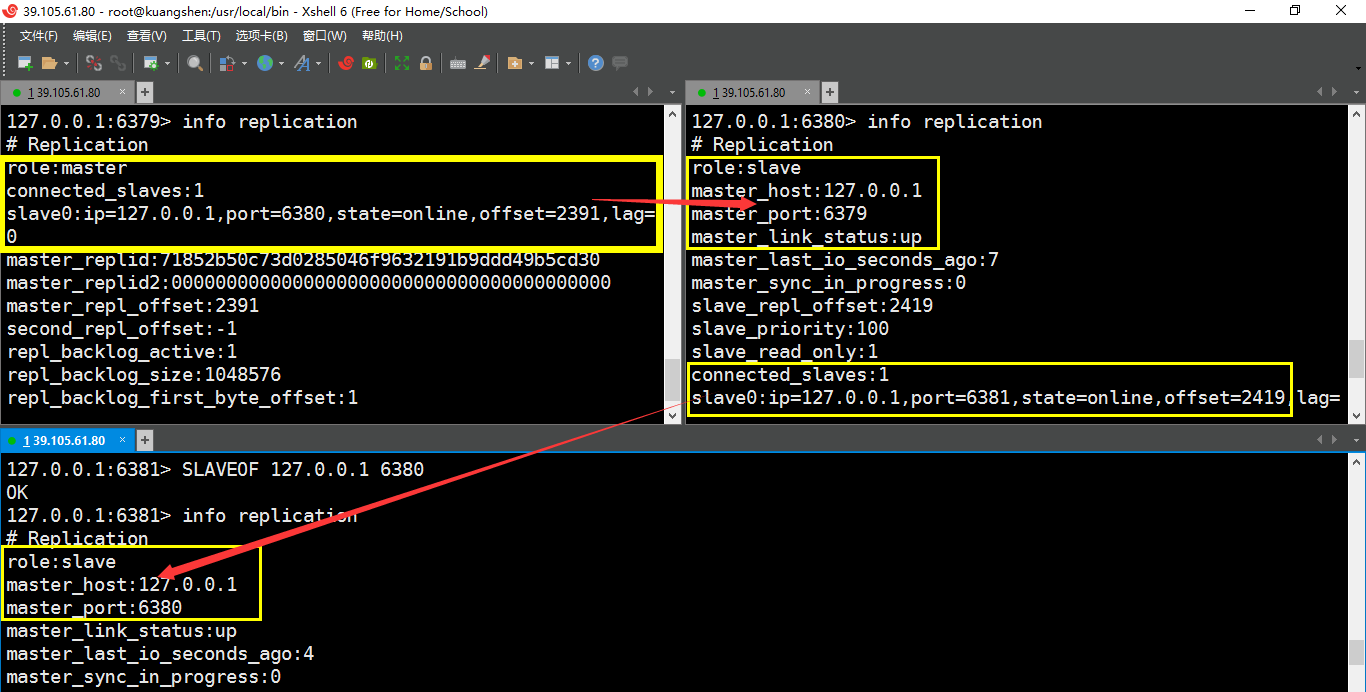 39.105.61.80 - root@kuangshen:/usr/local/bin - Xshell 6 (Free for Home/School)
文件(F) 编辑(E) 查看(V) 工具(T) 选项卡(B) 窗口(W) 帮助(H)
1 39.105.61.80
127.0.0.1:6379> info replication
# Replication
role:master
connected_slaves:1
slave0:ip=127.0.0.1,port=6380,state=online,offset=2391,lag=
0
master_replid:71852b50c73d0285046f9632191b9ddd49b5cd30
master_replid2:0000000000000000000000000000000000000000
master_repl_offset:2391
second_repl_offset:-1
repl_backlog_active:1
repl_backlog_size:1048576
repl_backlog_first_byte_offset:1
1 39.105.61.80
127.0.0.1:6380> info replication
# Replication
role:slave
master_host:127.0.0.1
master_port:6379
master_link_status:up
master_last_io_seconds_ago:7
master_sync_in_progress:0
slave_repl_offset:2419
slave_priority:100
slave_read_only:1
connected_slaves:1
slave0:ip=127.0.0.1,port=6381,state=online,offset=2419,lag=
1 39.105.61.80
127.0.0.1:6381> SLAVEOF 127.0.0.1 6380
OK
127.0.0.1:6381> info replication
# Replication
role:slave
master_host:127.0.0.1
master_port:6380
master_link_status:up
master_last_io_seconds_ago:4
master_sync_in_progress:0